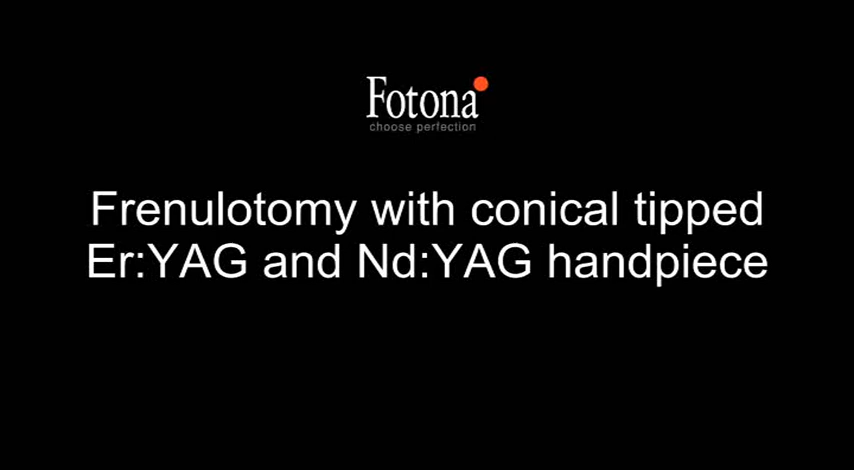 Fotona
choose perfection
Frenulotomy with conical tipped
Er:YAG and Nd:YAG handpiece